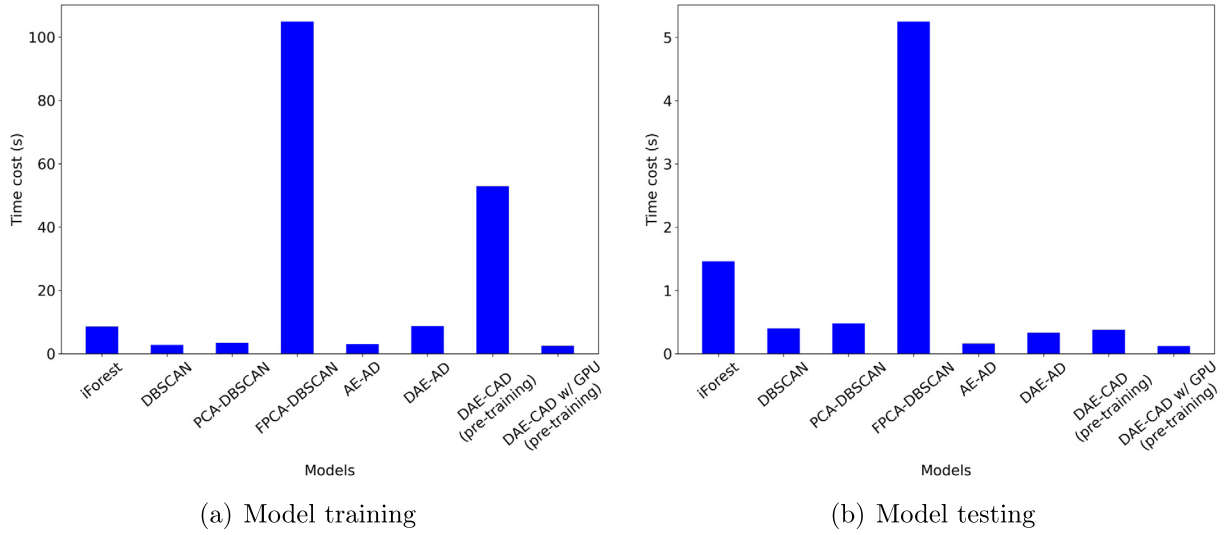 100
80
60
40
20
0
Time cost (s)
iForest
DBSCAN
PCA-DBSCAN
FPCA-DBSCAN
AE-AD
DAE-AD
DAE-CAD
(pre-training)
DAE-CAD w/ GPU
(pre-training)
Models
(a) Model training
5
4
3
2
1
0
Time cost (s)
iForest
DBSCAN
PCA-DBSCAN
FPCA-DBSCAN
AE-AD
DAE-AD
DAE-CAD
(pre-training)
DAE-CAD w/ GPU
(pre-training)
Models
(b) Model testing